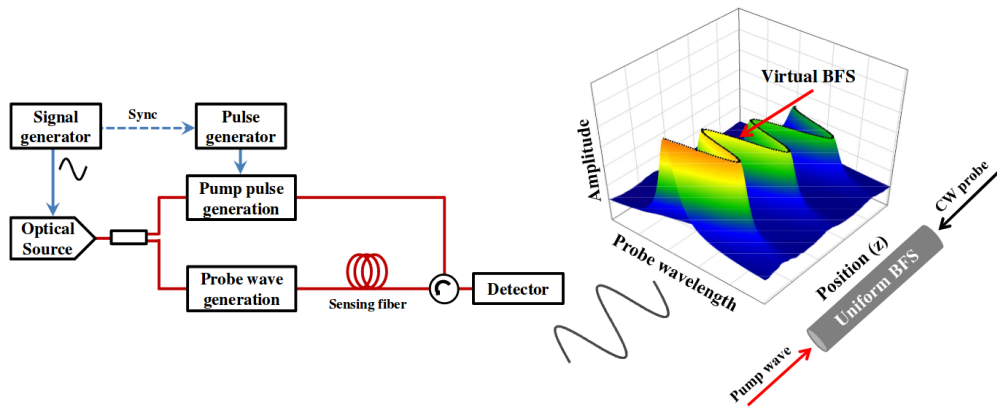 Signal
generator
Sync
Pulse
generator
Optical
Source
Pump pulse
generation
Probe wave
generation
Sensing fiber
Detector
Virtual BFS
Amplitude
Probe wavelength
Position (z)
CW probe
Uniform BFS
Pump wave